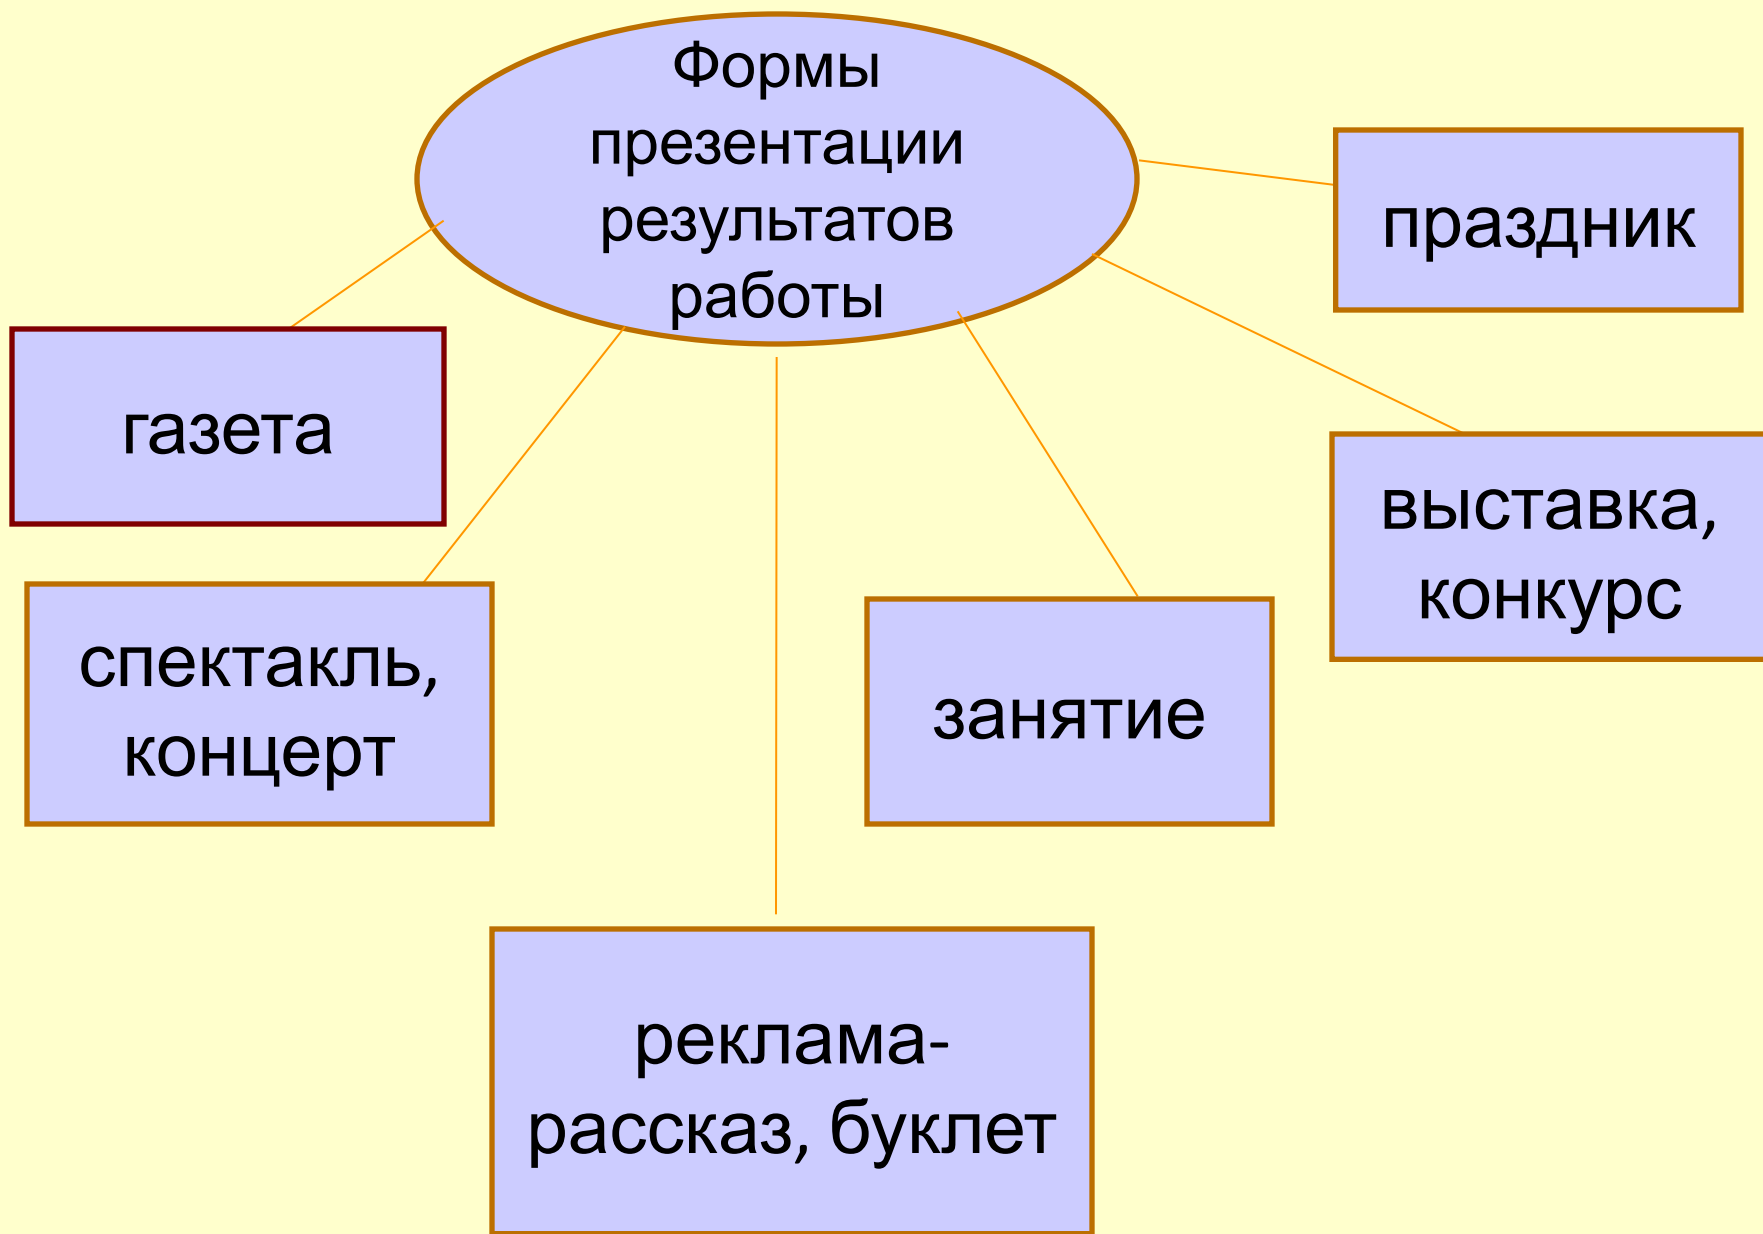 Формы
презентации
результатов
работы
праздник
газета
выставка,
конкурс
спектакль,
концерт
занятие
реклама-
рассказ, буклет